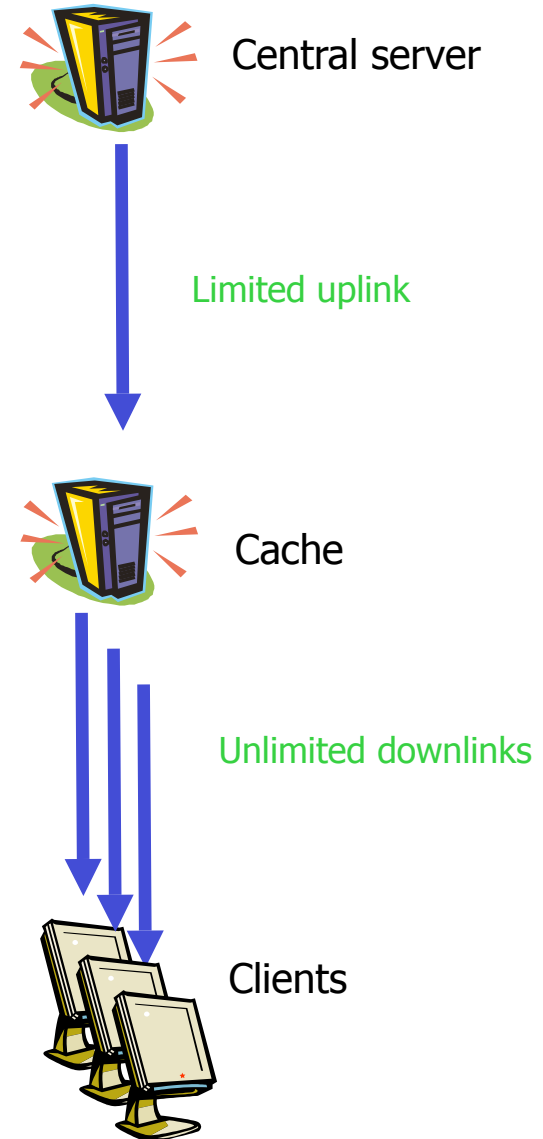 Central server
Limited uplink
Cache
Unlimited downlinks
Clients